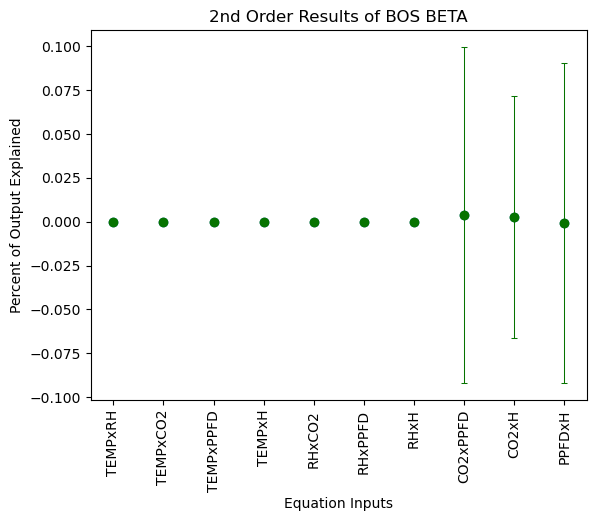 2nd Order Results of BOS BETA
Percent of Output Explained
0.100
0.075
0.050
0.025
0.000
−0.025
−0.050
−0.075
−0.100
TEMPxRH
TEMPxCO2
TEMPxPPFD
TEMPxH
RHxCO2
RHxPPFD
RHxH
CO2xPPFD
CO2xH
PPFDxH
Equation Inputs